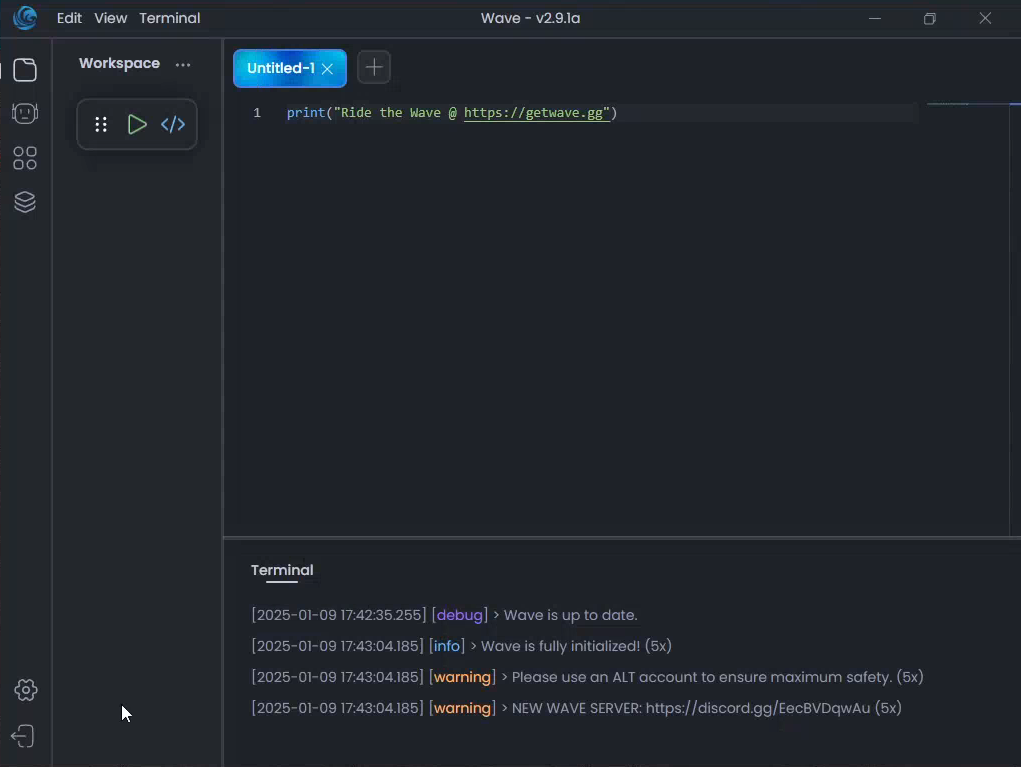 Edit View Terminal Wave - v2.9.1a
Workspace ...
Untitled-1
1 print("Ride the Wave @ https://getwave.gg")
Terminal
[2025-01-09 17:42:35.255] [debug] > Wave is up to date.
[2025-01-09 17:43:04.185] [info] > Wave is fully initialized! (5x)
[2025-01-09 17:43:04.185] [warning] > Please use an ALT account to ensure maximum safety. (5x)
[2025-01-09 17:43:04.185] [warning] > NEW WAVE SERVER: https://discord.gg/EecBVDqwAu (5x)